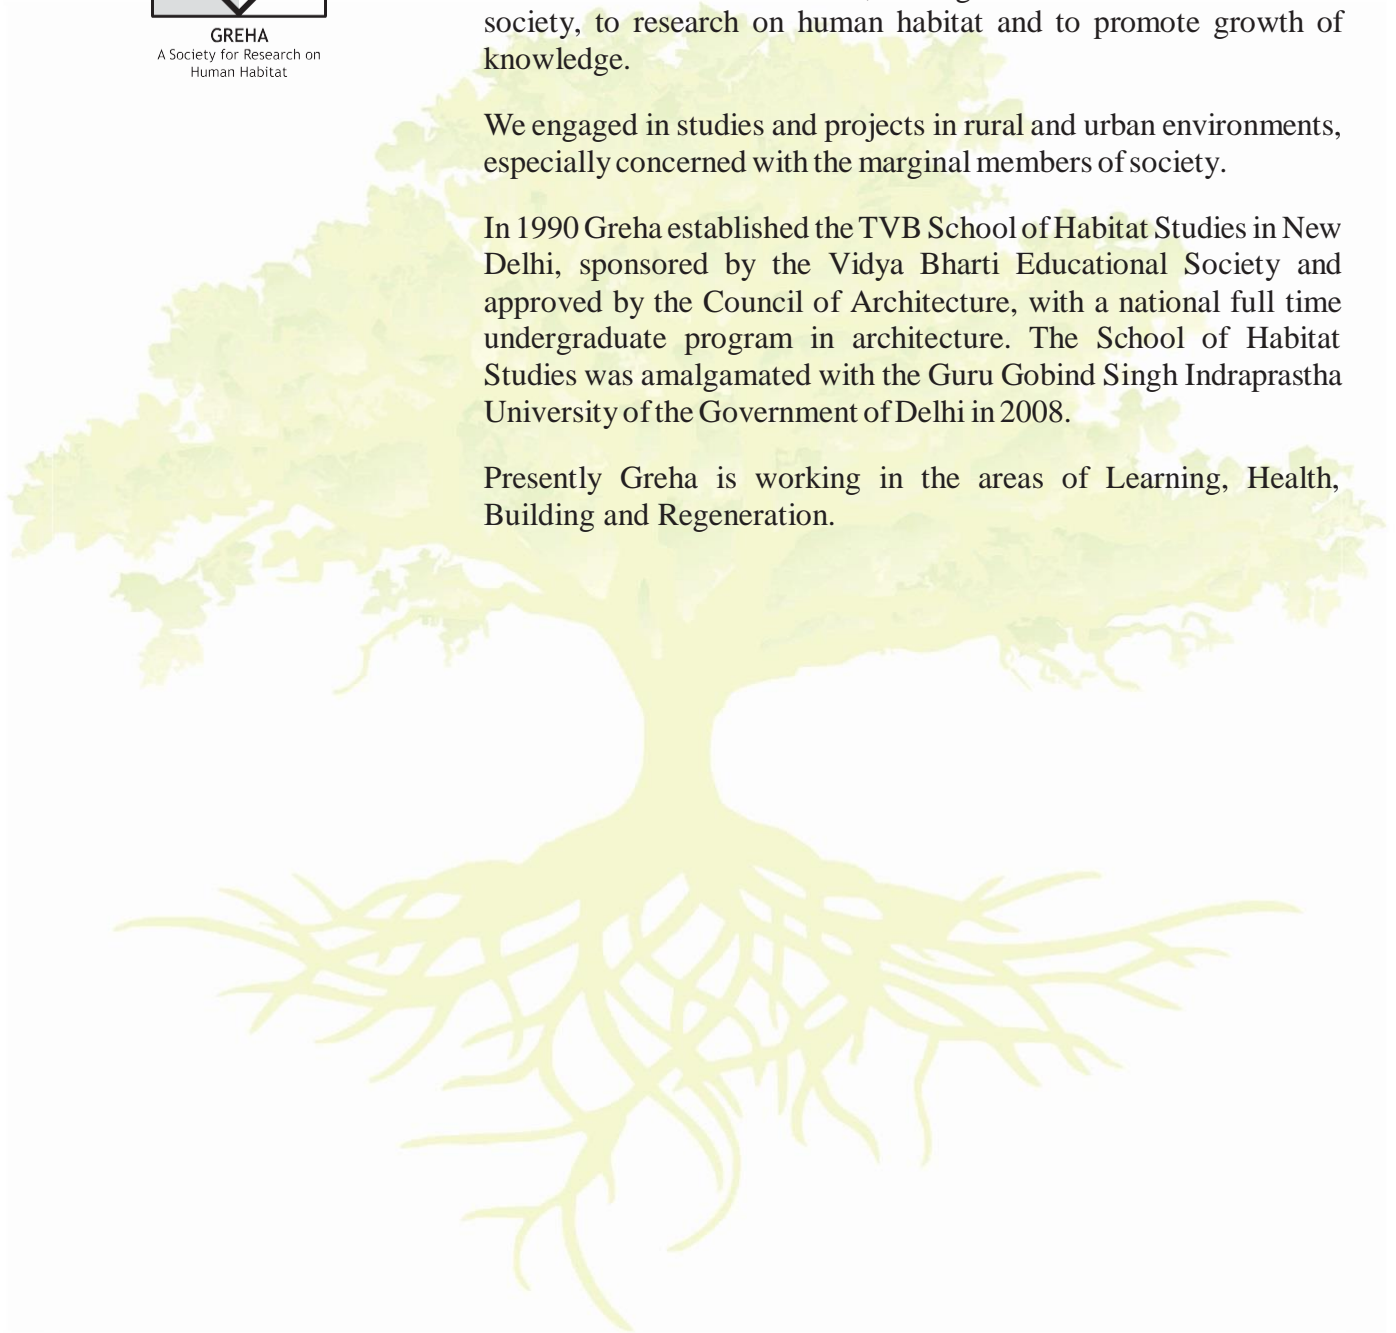 GREHA
A Society for Research on
Human Habitat
society, to research on human habitat and to promote growth of
knowledge.
We engaged in studies and projects in rural and urban environments,
especially concerned with the marginal members of society.
In 1990 Greha established the TVB School of Habitat Studies in New
Delhi, sponsored by the Vidya Bharti Educational Society and
approved by the Council of Architecture, with a national full time
undergraduate program in architecture. The School of Habitat
Studies was amalgamated with the Guru Gobind Singh Indraprastha
University of the Government of Delhi in 2008.
Presently Greha is working in the areas of Learning, Health,
Building and Regeneration.